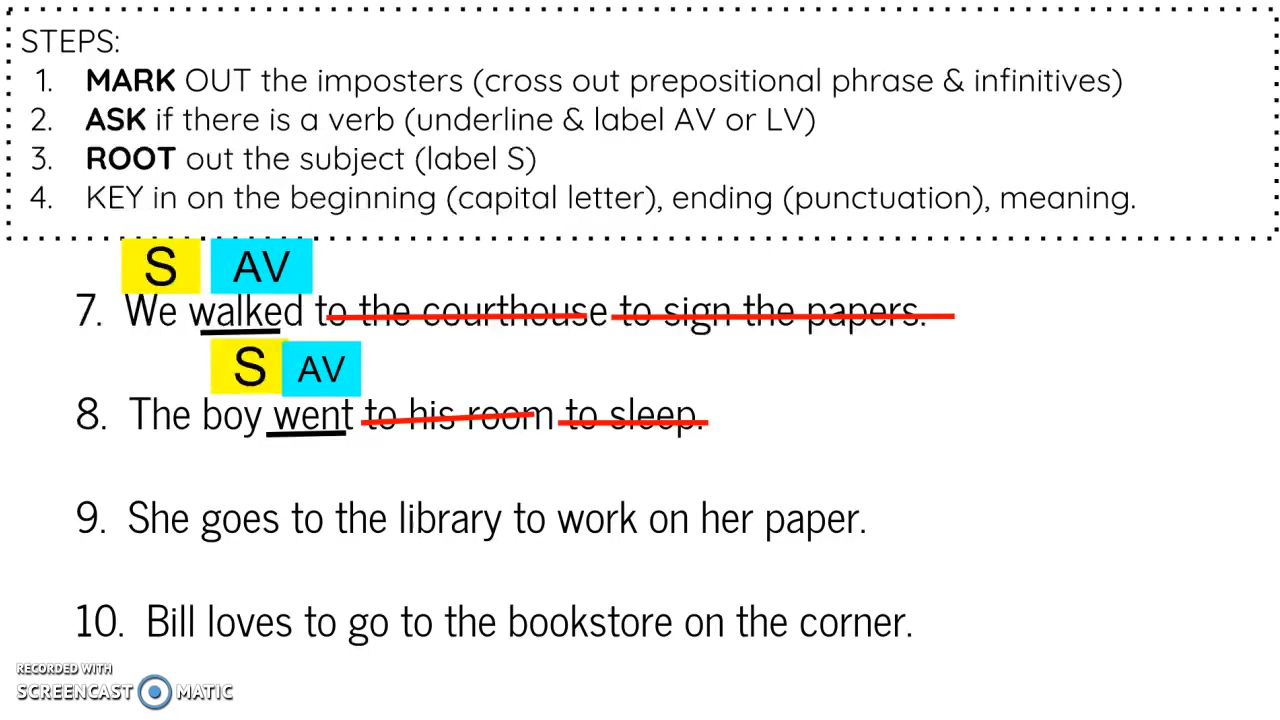 STEPS:
1. MARK OUT the imposters (cross out prepositional phrase & infinitives)
2. ASK if there is a verb (underline & label AV or LV)
3. ROOT out the subject (label S)
4. KEY in on the beginning (capital letter), ending (punctuation), meaning.
S AV
7. We walked to the courthouse to sign the papers.
S AV
8. The boy went to his room to sleep.
9. She goes to the library to work on her paper.
10. Bill loves to go to the bookstore on the corner.
RECORDED WITH
SCREENCAST MATIC